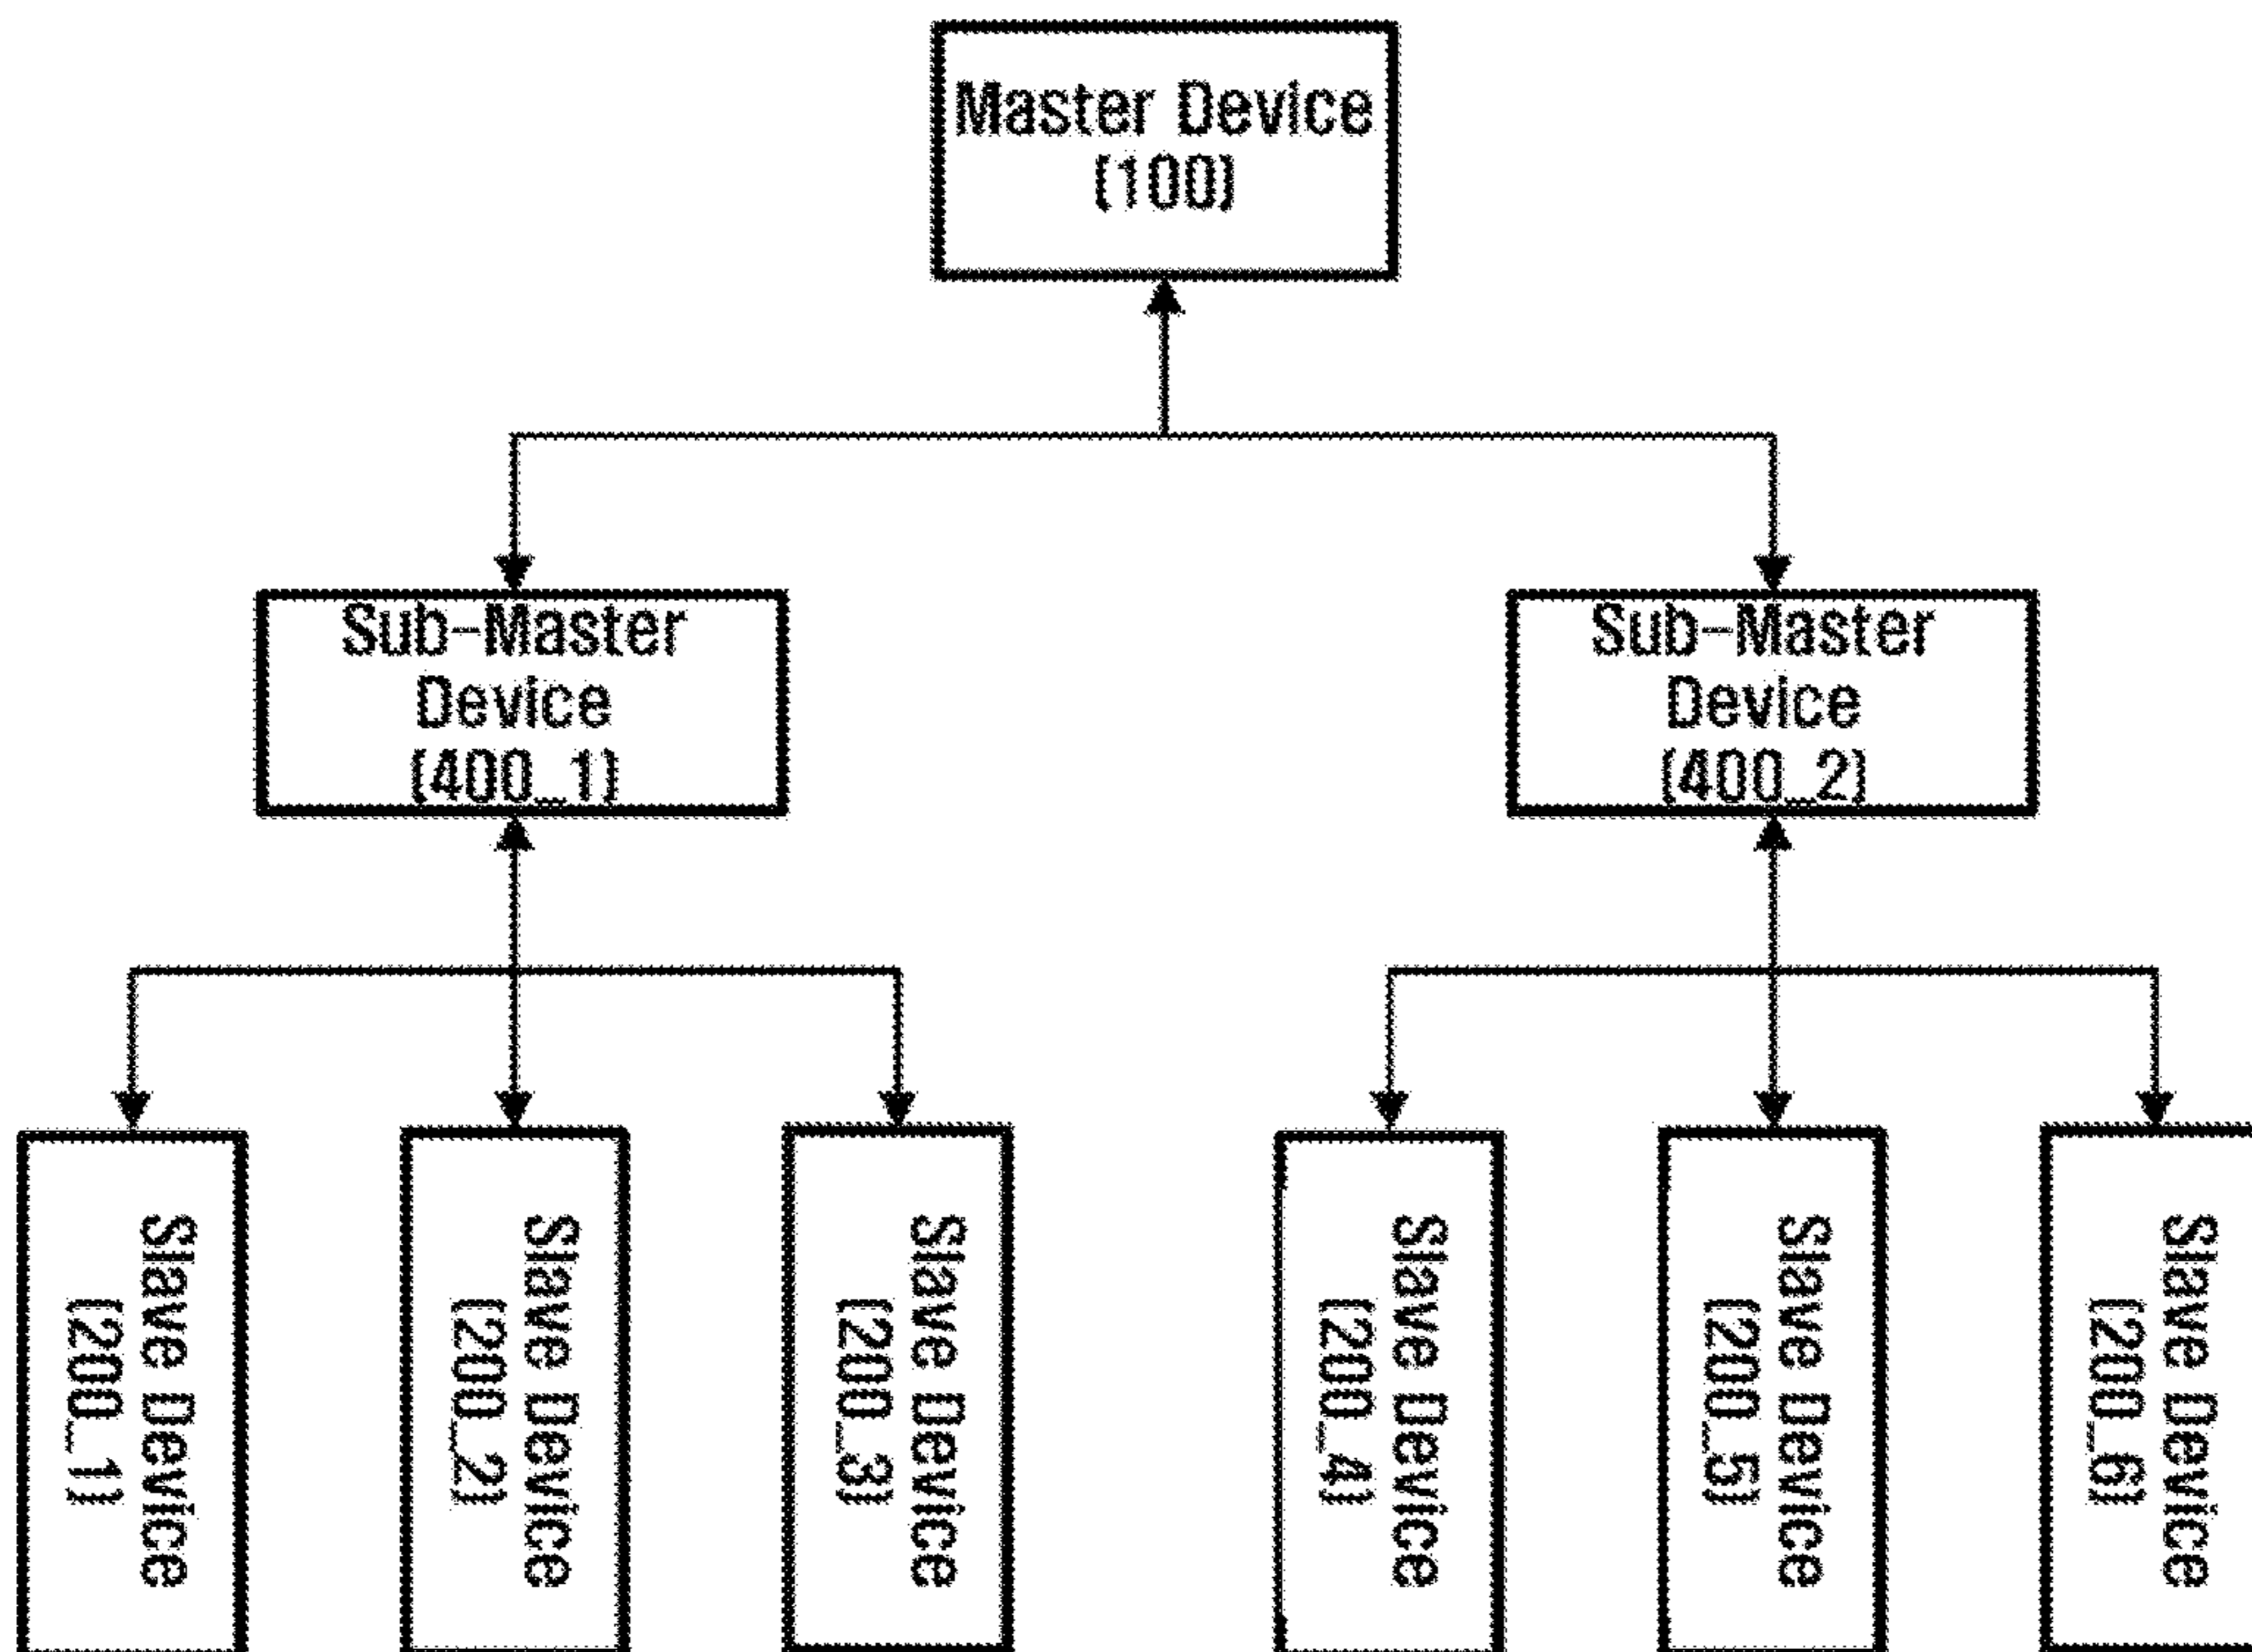 Master Device
(100)
Sub-Master
Device
(400_1)
Sub-Master
Device
(400_2)
Slave Device
(200_1)
Slave Device
(200_2)
Slave Device
(200_3)
Slave Device
(200_4)
Slave Device
(200_5)
Slave Device
(200_6)